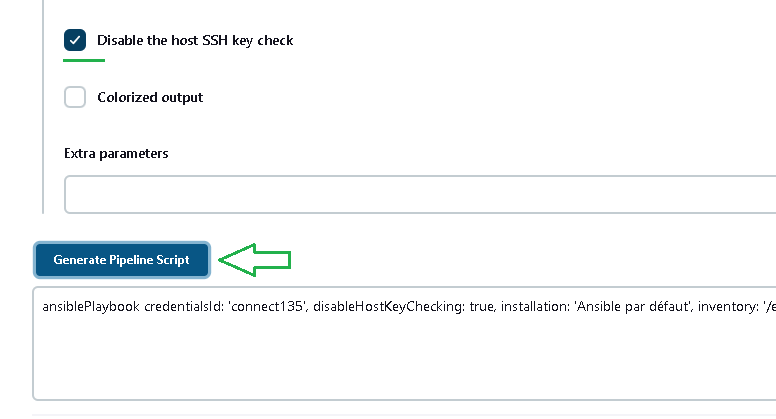 Disable the host SSH key check
Colorized output
Extra parameters
Generate Pipeline Script
ansiblePlaybook credentialsId: 'connect135', disableHostKeyChecking: true, installation: 'Ansible par défaut', inventory: '/e